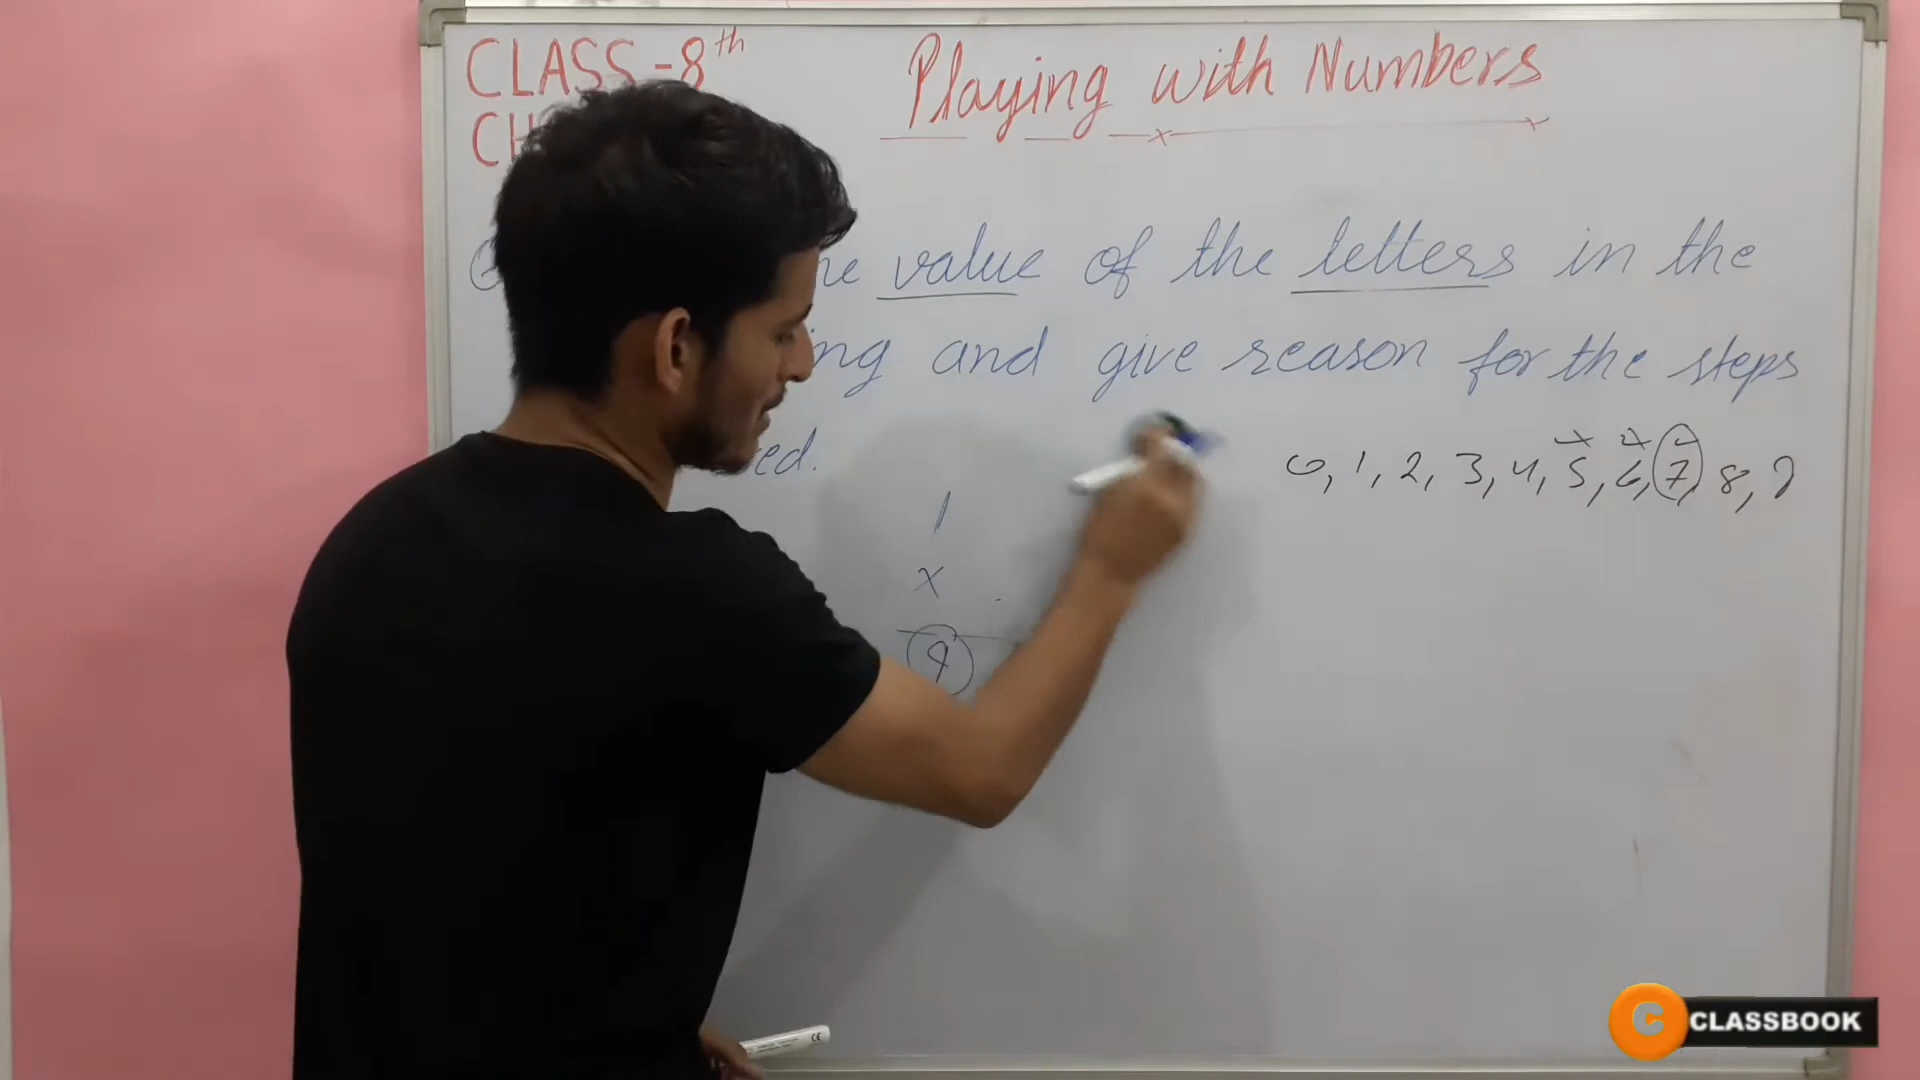 CLASS-8th
Playing with Numbers
value of the letters in the
and give reason for the steps
0, 1, 2, 3, 4, 5, 6, 7, 8, 9
1
x
9
CLASSBOOK